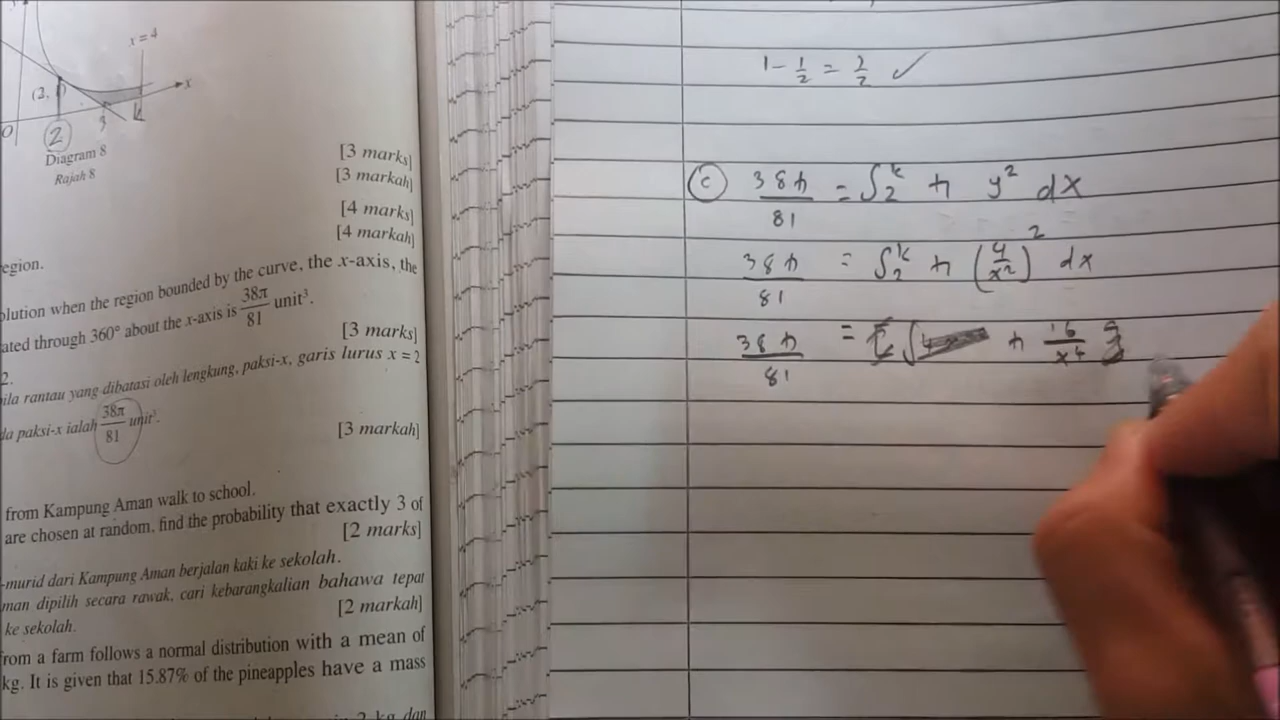 x = 4
x
(2, 1)
O
2
3
k
Diagram 8
Rajah 8
[3 marks]
[3 markah]
[4 marks]
[4 markah]
egion.
olution when the region bounded by the curve, the x-axis, the
ated through 360° about the x-axis is 38π/81 unit³.
[3 marks]
2.
bila rantau yang dibatasi oleh lengkung, paksi-x, garis lurus x = 2
da paksi-x ialah 38π/81 unit³.
[3 markah]
from Kampung Aman walk to school.
are chosen at random, find the probability that exactly 3 of
[2 marks]
-murid dari Kampung Aman berjalan kaki ke sekolah.
man dipilih secara rawak, cari kebarangkalian bahawa tepat
[2 markah]
ke sekolah.
from a farm follows a normal distribution with a mean of
kg. It is given that 15.87% of the pineapples have a mass
kg dan
1 - 1/2 = 2/2 ✓
c 38π/81 = ∫₂ᵏ π y² dx
38π/81 = ∫₂ᵏ π (4/x²)² dx
38π/81 = ∫ π 16/x⁴